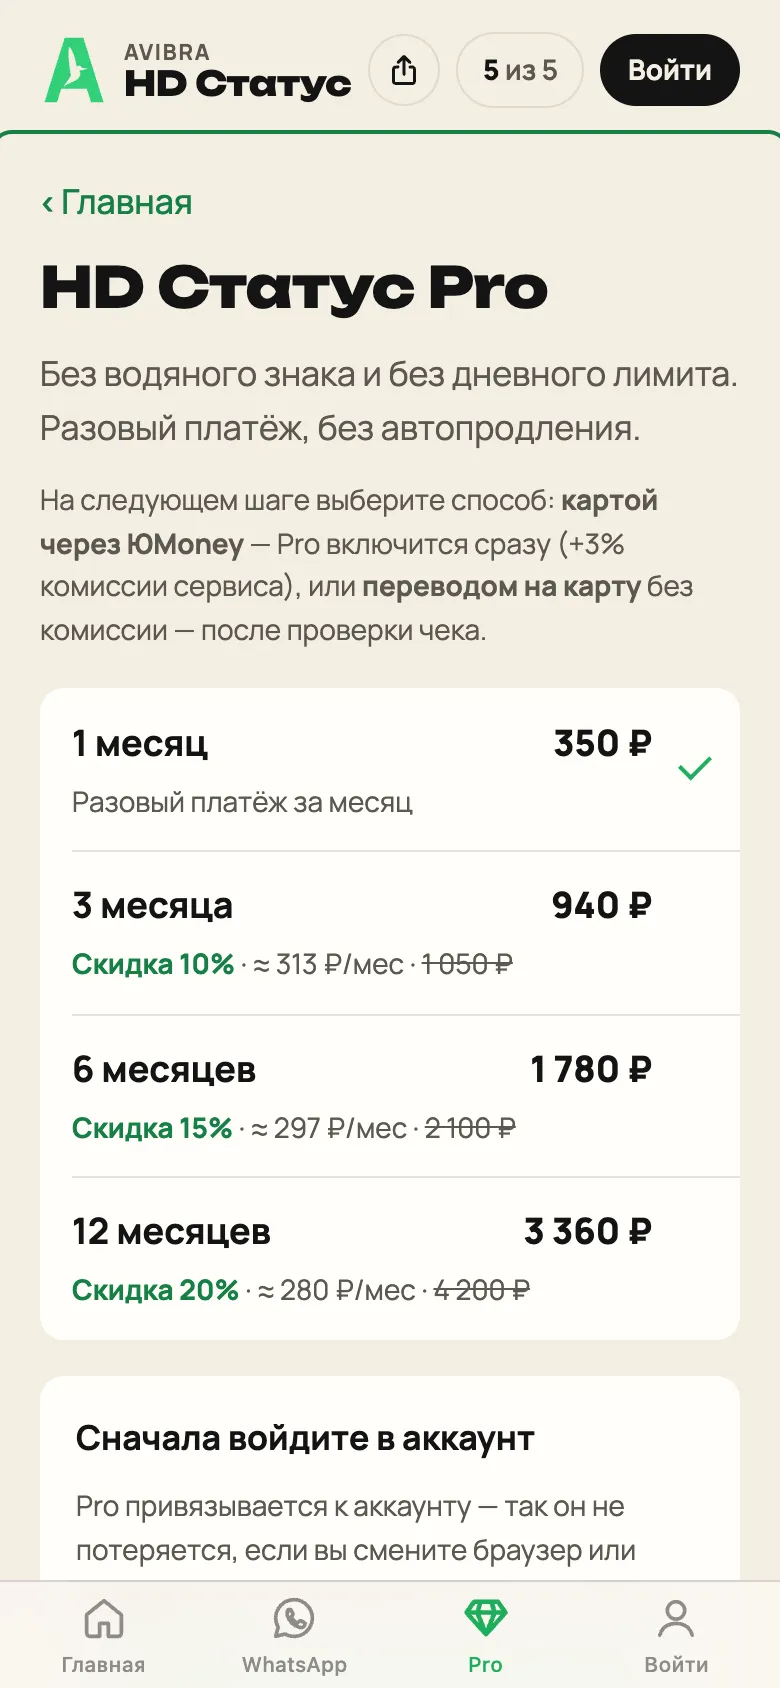 AVIBRA
HD Статус
5 из 5
Войти
‹ Главная
HD Статус Pro
Без водяного знака и без дневного лимита.
Разовый платёж, без автопродления.
На следующем шаге выберите способ: картой
через ЮMoney — Pro включится сразу (+3%
комиссии сервиса), или переводом на карту без
комиссии — после проверки чека.
1 месяц 350 ₽
Разовый платёж за месяц
3 месяца 940 ₽
Скидка 10% · ≈ 313 ₽/мес · 1 050 ₽
6 месяцев 1 780 ₽
Скидка 15% · ≈ 297 ₽/мес · 2 100 ₽
12 месяцев 3 360 ₽
Скидка 20% · ≈ 280 ₽/мес · 4 200 ₽
Сначала войдите в аккаунт
Pro привязывается к аккаунту — так он не
потеряется, если вы смените браузер или
Главная
WhatsApp
Pro
Войти